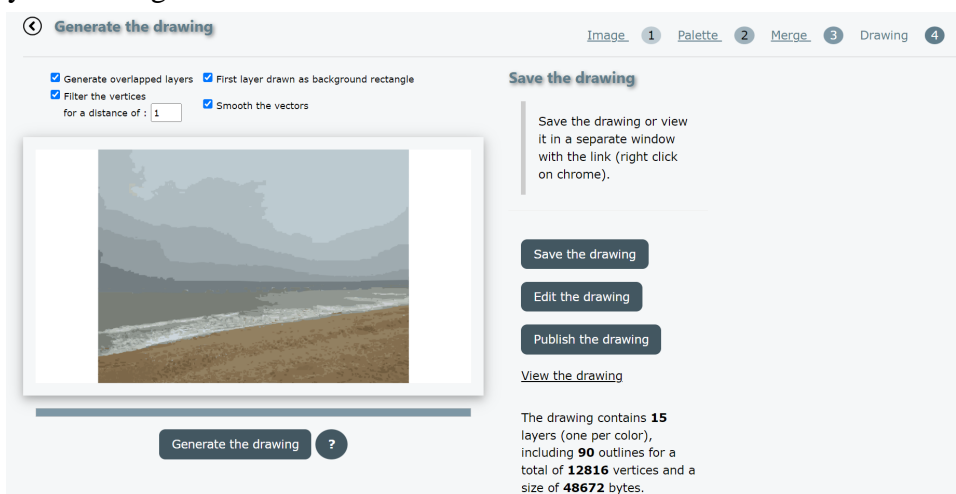 Generate the drawing
Image 1 Palette 2 Merge 3 Drawing 4
Generate overlapped layers First layer drawn as background rectangle
Filter the vertices
for a distance of : 1
Smooth the vectors
Generate the drawing ?
Save the drawing
Save the drawing or view
it in a separate window
with the link (right click
on chrome).
Save the drawing
Edit the drawing
Publish the drawing
View the drawing
The drawing contains 15
layers (one per color),
including 90 outlines for a
total of 12816 vertices and a
size of 48672 bytes.